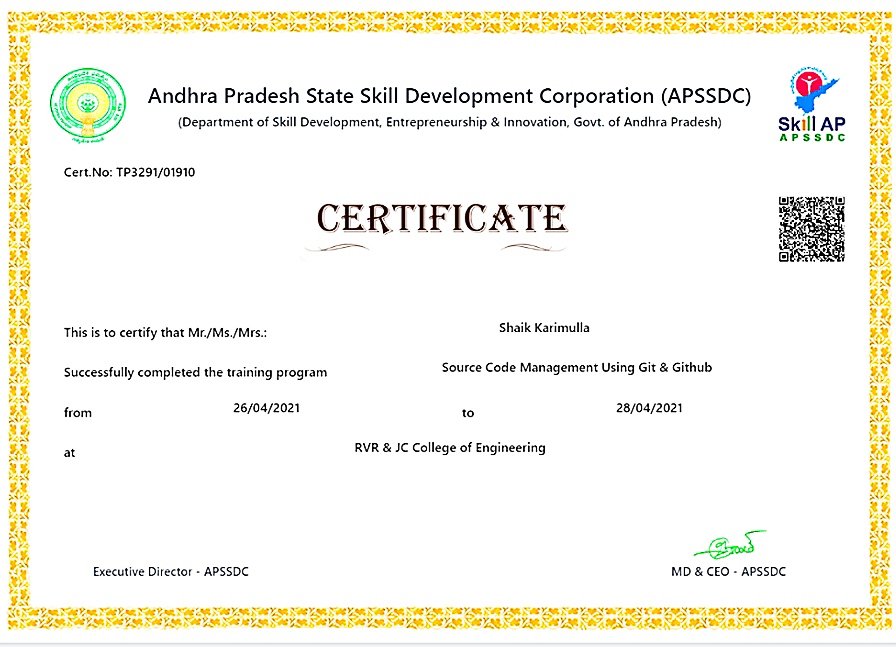 Andhra Pradesh State Skill Development Corporation (APSSDC)
(Department of Skill Development, Entrepreneurship & Innovation, Govt. of Andhra Pradesh)
Skill AP
APSSDC
Cert.No: TP3291/01910
CERTIFICATE
This is to certify that Mr./Ms./Mrs.: Shaik Karimulla
Successfully completed the training program Source Code Management Using Git & Github
from 26/04/2021 to 28/04/2021
at RVR & JC College of Engineering
Executive Director - APSSDC
MD & CEO - APSSDC